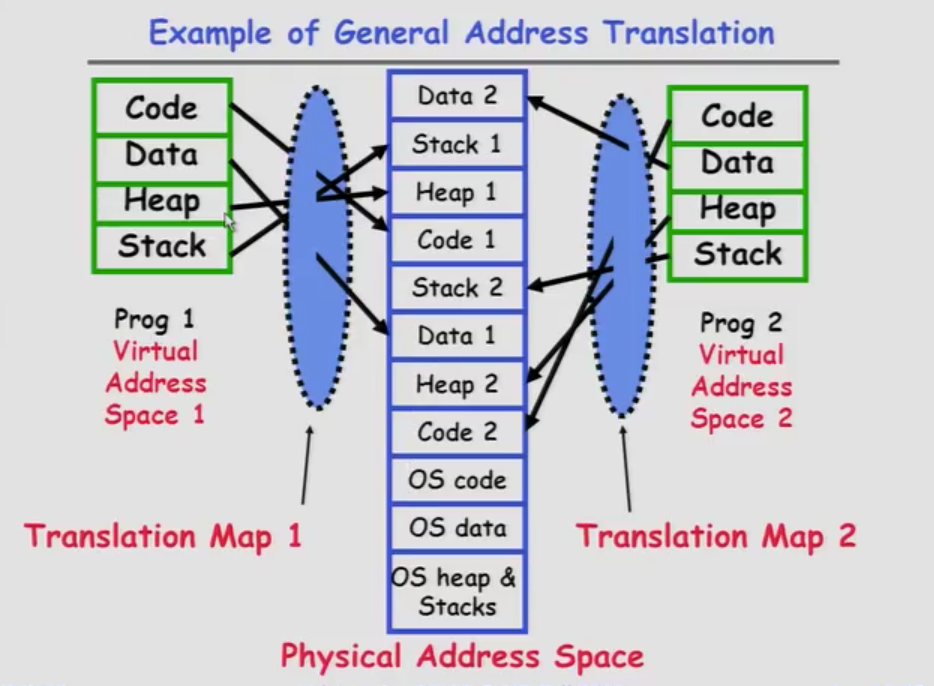 Example of General Address Translation
Code
Data
Heap
Stack
Prog 1
Virtual
Address
Space 1
Data 2
Stack 1
Heap 1
Code 1
Stack 2
Data 1
Heap 2
Code 2
OS code
OS data
OS heap &
Stacks
Code
Data
Heap
Stack
Prog 2
Virtual
Address
Space 2
Translation Map 1
Translation Map 2
Physical Address Space